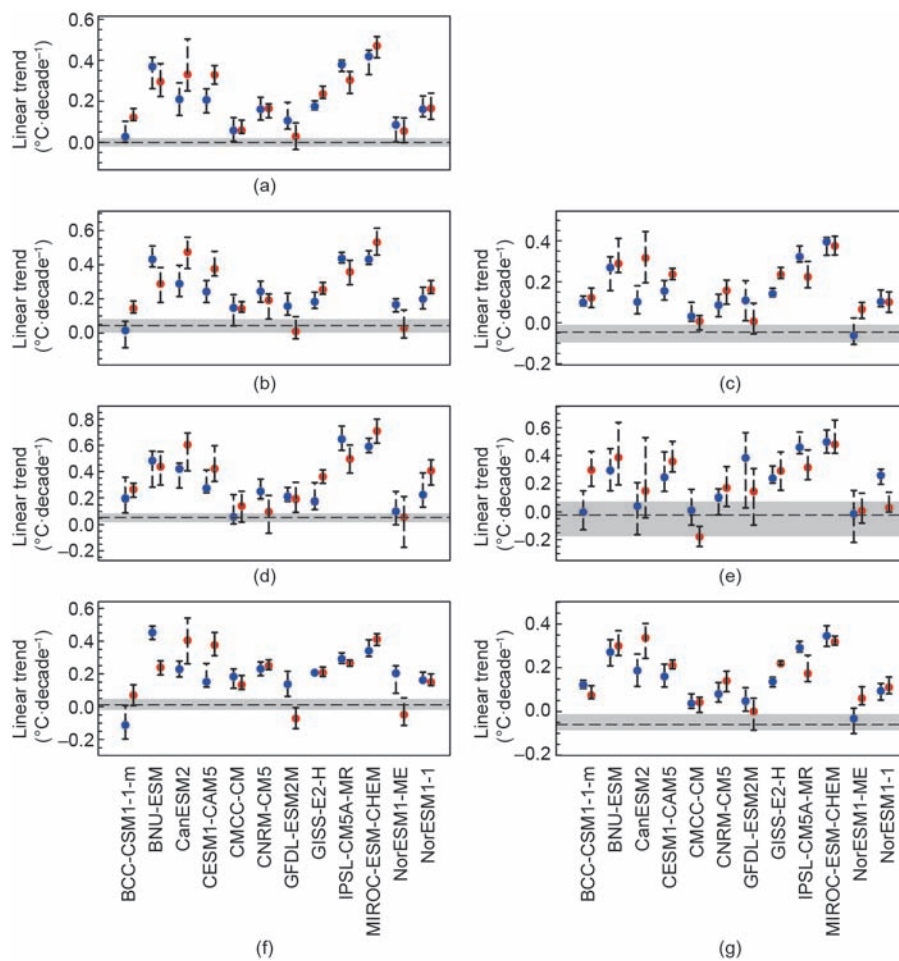 0.6
0.4
0.2
0.0
Linear trend
(°C·decade⁻¹)
(a)
0.6
0.4
0.2
0.0
Linear trend
(°C·decade⁻¹)
(b)
0.4
0.2
0.0
–0.2
Linear trend
(°C·decade⁻¹)
(c)
0.8
0.6
0.4
0.2
0.0
–0.2
Linear trend
(°C·decade⁻¹)
(d)
0.6
0.4
0.2
0.0
–0.2
Linear trend
(°C·decade⁻¹)
(e)
0.6
0.4
0.2
0.0
–0.2
Linear trend
(°C·decade⁻¹)
BCC-CSM1-1-m
BNU-ESM
CanESM2
CESM1-CAM5
CMCC-CM
CNRM-CM5
GFDL-ESM2M
GISS-E2-H
IPSL-CM5A-MR
MIROC-ESM-CHEM
NorESM1-ME
NorESM1-1
(f)
0.4
0.2
0.0
–0.2
Linear trend
(°C·decade⁻¹)
BCC-CSM1-1-m
BNU-ESM
CanESM2
CESM1-CAM5
CMCC-CM
CNRM-CM5
GFDL-ESM2M
GISS-E2-H
IPSL-CM5A-MR
MIROC-ESM-CHEM
NorESM1-ME
NorESM1-1
(g)